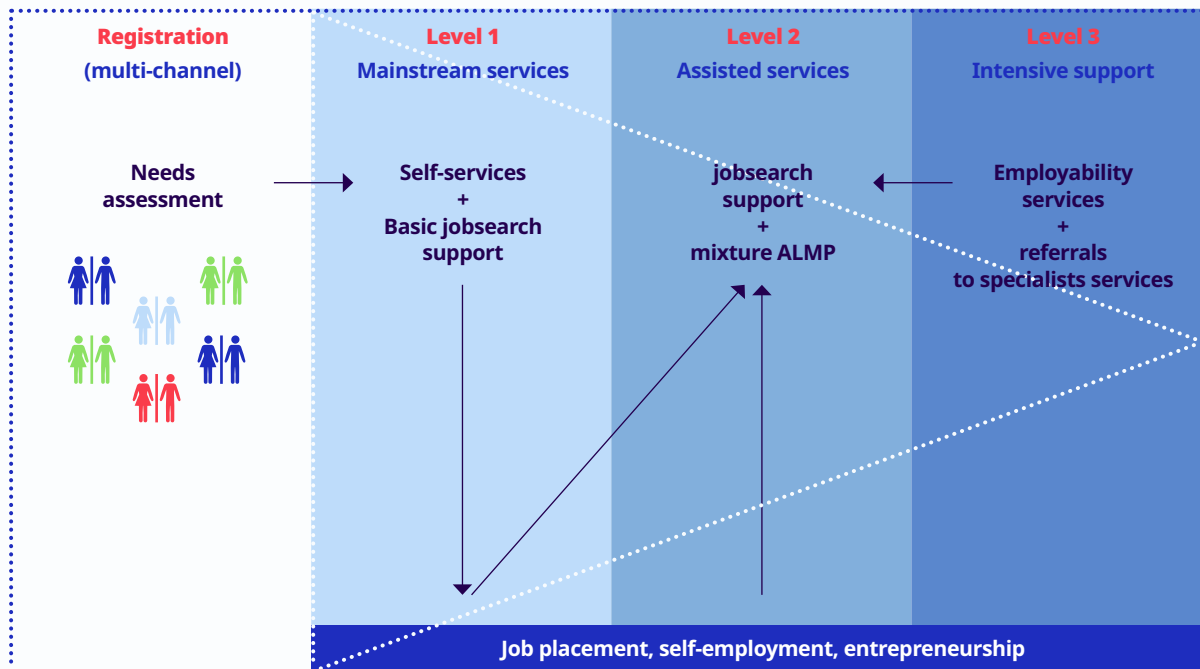 Registration
(multi-channel)
Needs
assessment
Level 1
Mainstream services
Self-services
+
Basic jobsearch
support
Level 2
Assisted services
jobsearch
support
+
mixture ALMP
Level 3
Intensive support
Employability
services
+
referrals
to specialists services
Job placement, self-employment, entrepreneurship